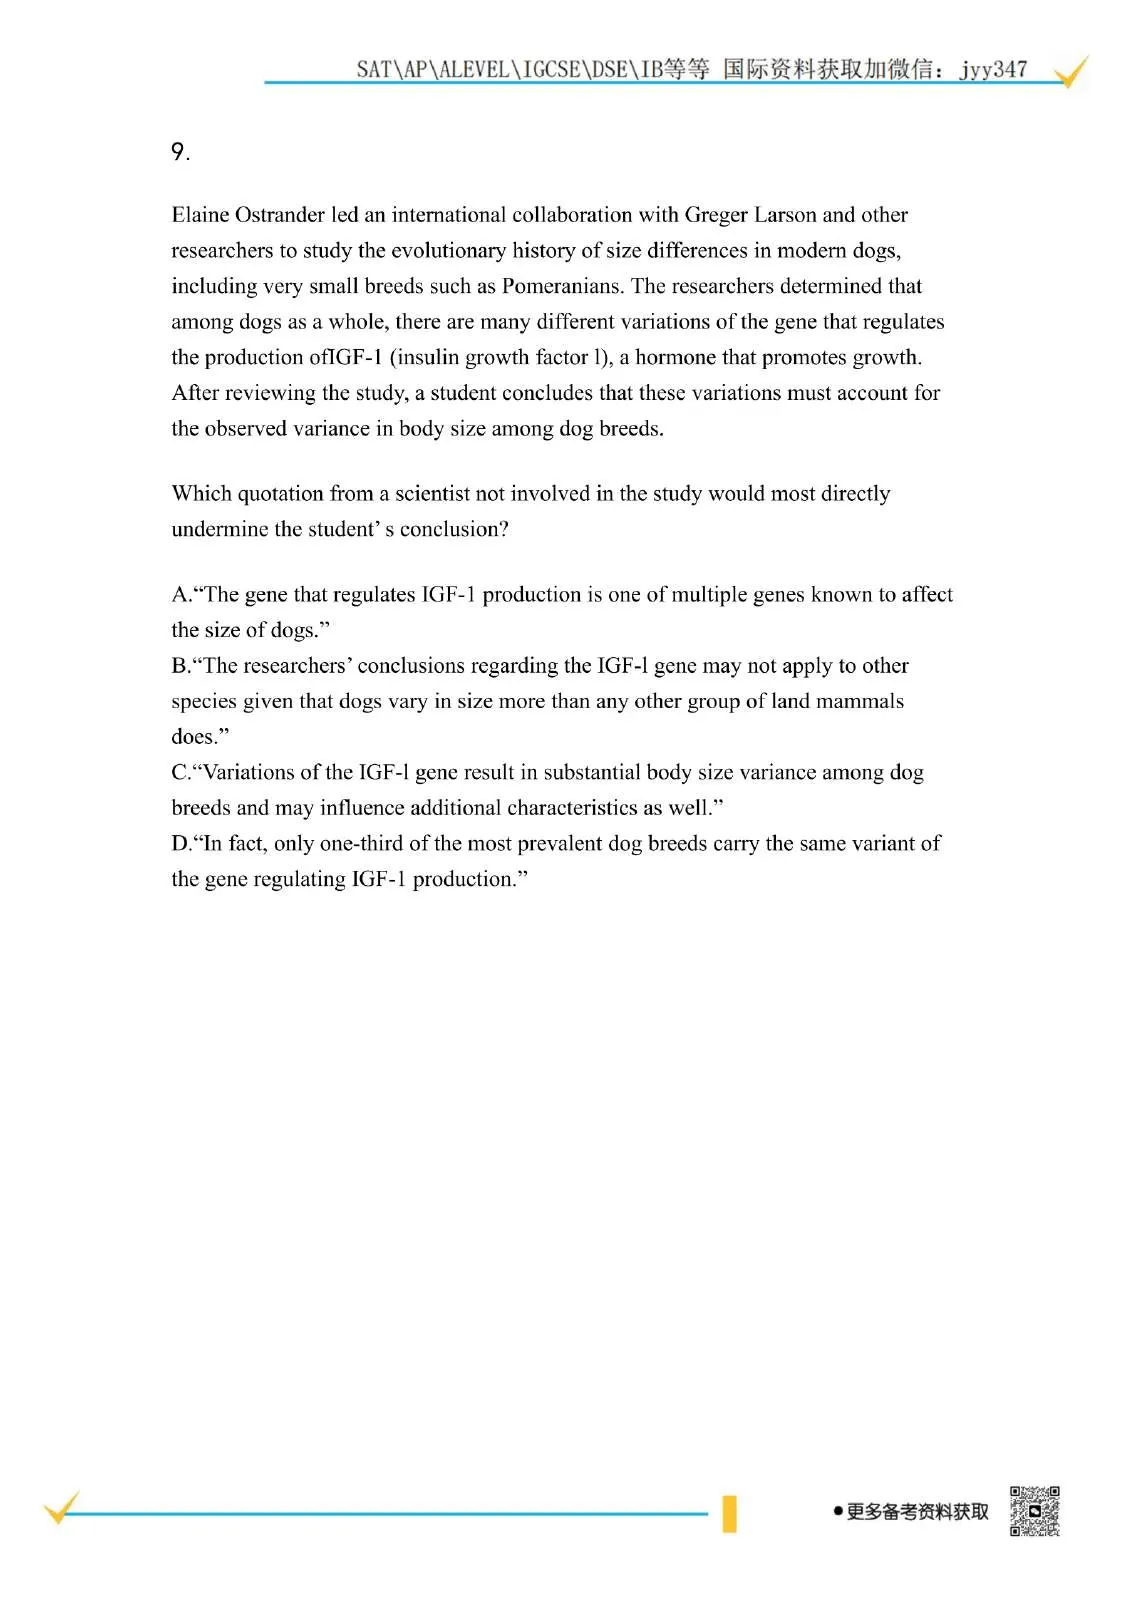 SAT\AP\ALEVEL\IGCSE\DSE\IB等等 国际资料获取加微信：jyy347
9.
Elaine Ostrander led an international collaboration with Greger Larson and other
researchers to study the evolutionary history of size differences in modern dogs,
including very small breeds such as Pomeranians. The researchers determined that
among dogs as a whole, there are many different variations of the gene that regulates
the production ofIGF-1 (insulin growth factor l), a hormone that promotes growth.
After reviewing the study, a student concludes that these variations must account for
the observed variance in body size among dog breeds.
Which quotation from a scientist not involved in the study would most directly
undermine the student’ s conclusion?
A.“The gene that regulates IGF-1 production is one of multiple genes known to affect
the size of dogs.”
B.“The researchers’ conclusions regarding the IGF-l gene may not apply to other
species given that dogs vary in size more than any other group of land mammals
does.”
C.“Variations of the IGF-l gene result in substantial body size variance among dog
breeds and may influence additional characteristics as well.”
D.“In fact, only one-third of the most prevalent dog breeds carry the same variant of
the gene regulating IGF-1 production.”
●更多备考资料获取